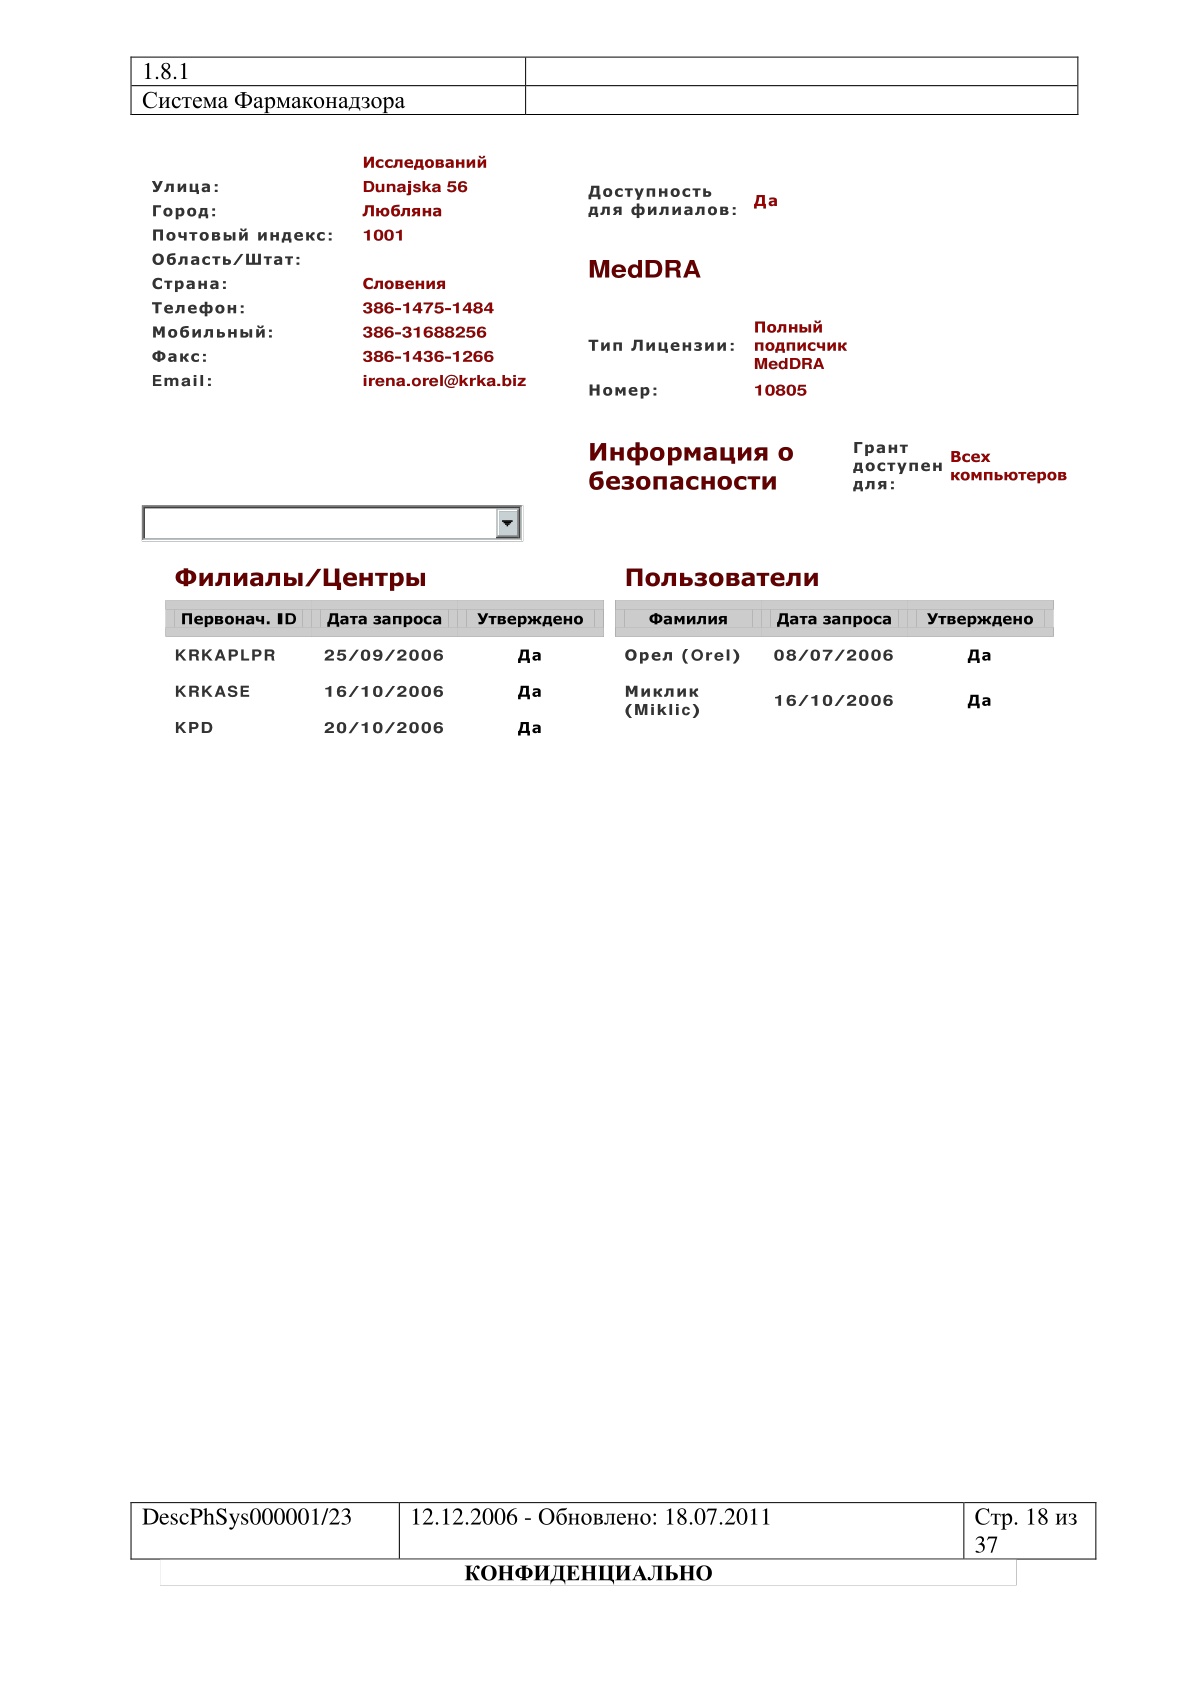 1.8.1
Система Фармаконадзора
Исследований
Улица: Dunajska 56
Город: Любляна
Почтовый индекс: 1001
Область/Штат:
Страна: Словения
Телефон: 386-1475-1484
Мобильный: 386-31688256
Факс: 386-1436-1266
Email: irena.orel@krka.biz
Доступность
для филиалов: Да
MedDRA
Тип Лицензии: Полный
подписчик
MedDRA
Номер: 10805
Информация о
безопасности
Грант
доступен
для:
Всех
компьютеров
Филиалы/Центры
Первонач. ID Дата запроса Утверждено
KRKAPLPR 25/09/2006 Да
KRKASE 16/10/2006 Да
KPD 20/10/2006 Да
Пользователи
Фамилия Дата запроса Утверждено
Орел (Orel) 08/07/2006 Да
Миклик
(Miklic) 16/10/2006 Да
DescPhSys000001/23 12.12.2006 - Обновлено: 18.07.2011 Стр. 18 из
37
КОНФИДЕНЦИАЛЬНО